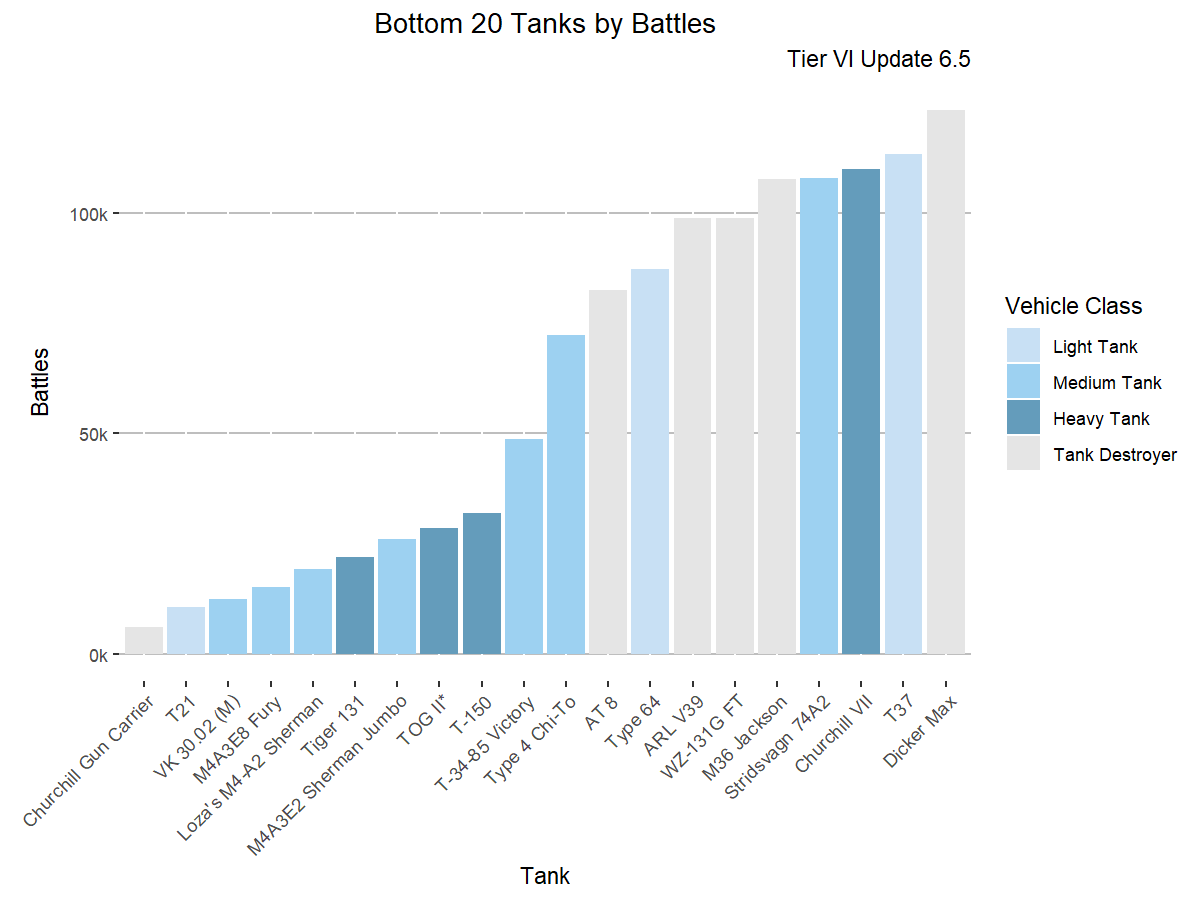 Bottom 20 Tanks by Battles
Tier VI Update 6.5
Battles
100k
50k
0k
Churchill Gun Carrier
T21
VK 30.02 (M)
M4A3E8 Fury
Loza's M4-A2 Sherman
Tiger 131
M4A3E2 Sherman Jumbo
TOG II*
T-150
T-34-85 Victory
Type 4 Chi-To
AT 8
Type 64
ARL V39
WZ-131G FT
M36 Jackson
Stridsvagn 74A2
Churchill VII
T37
Dicker Max
Tank
Vehicle Class
Light Tank
Medium Tank
Heavy Tank
Tank Destroyer